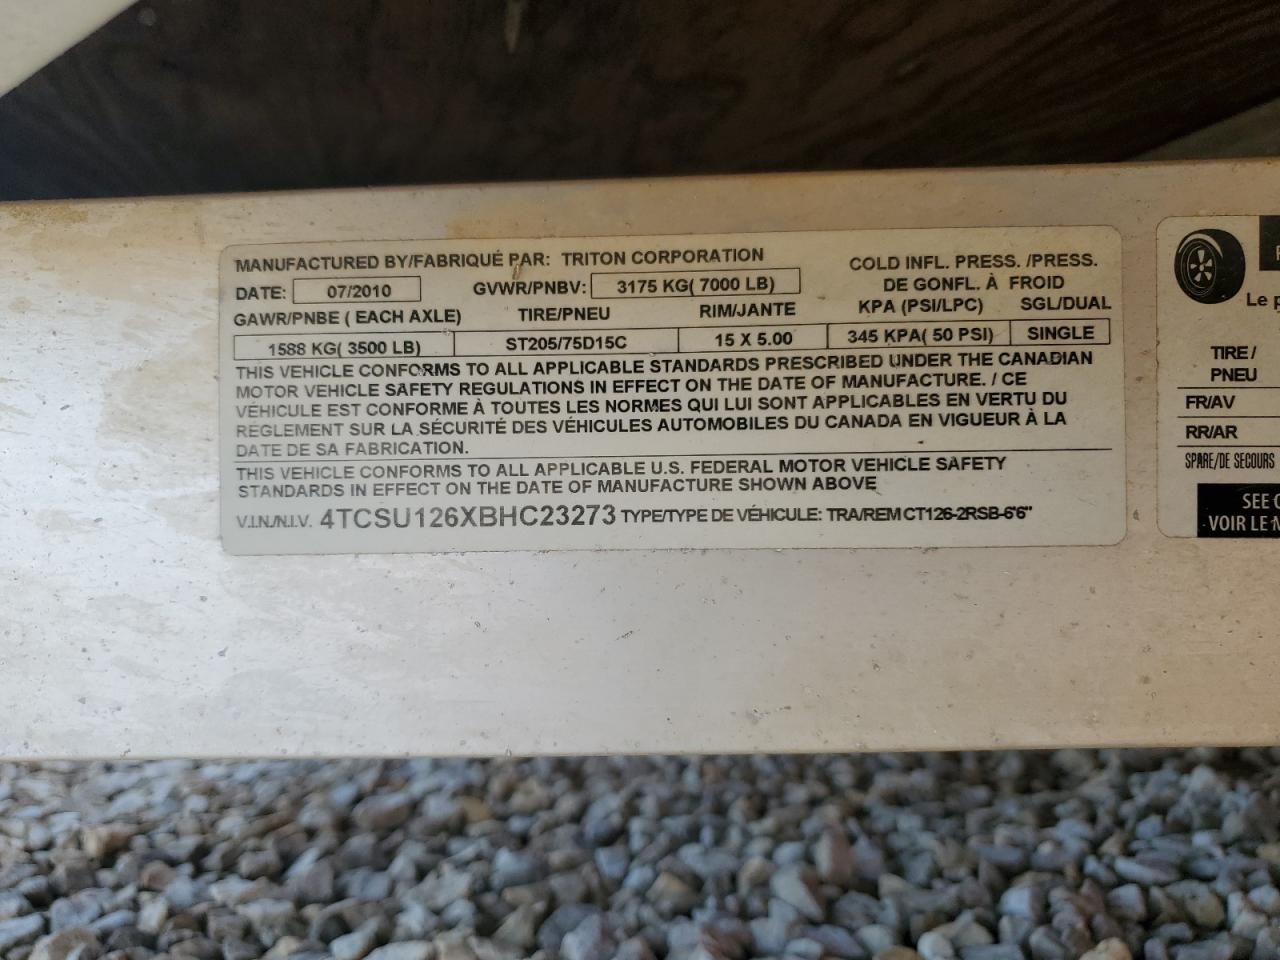 MANUFACTURED BY/FABRIQUÉ PAR: TRITON CORPORATION
COLD INFL. PRESS. /PRESS.
DE GONFL. À FROID
DATE: 07/2010 GVWR/PNBV: 3175 KG( 7000 LB)
GAWR/PNBE ( EACH AXLE) TIRE/PNEU RIM/JANTE KPA (PSI/LPC) SGL/DUAL
1588 KG( 3500 LB) ST205/75D15C 15 X 5.00 345 KPA( 50 PSI) SINGLE
THIS VEHICLE CONFORMS TO ALL APPLICABLE STANDARDS PRESCRIBED UNDER THE CANADIAN
MOTOR VEHICLE SAFETY REGULATIONS IN EFFECT ON THE DATE OF MANUFACTURE. / CE
VÉHICULE EST CONFORME À TOUTES LES NORMES QUI LUI SONT APPLICABLES EN VERTU DU
RÈGLEMENT SUR LA SÉCURITÉ DES VÉHICULES AUTOMOBILES DU CANADA EN VIGUEUR À LA
DATE DE SA FABRICATION.
THIS VEHICLE CONFORMS TO ALL APPLICABLE U.S. FEDERAL MOTOR VEHICLE SAFETY
STANDARDS IN EFFECT ON THE DATE OF MANUFACTURE SHOWN ABOVE
V.I.N./N.I.V. 4TCSU126XBHC23273 TYPE/TYPE DE VÉHICULE: TRA/REM CT126-2RSB-6'6"
Le
TIRE /
PNEU
FR/AV
RR/AR
SPARE/DE SECOURS
SEE
VOIR LE